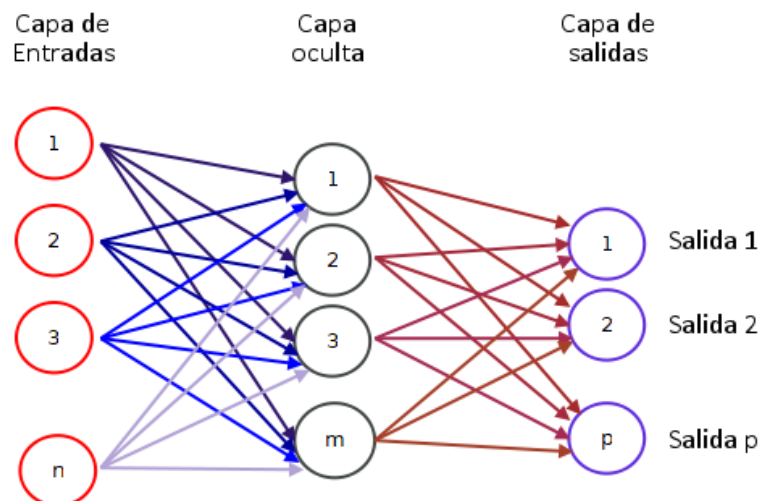 Capa de
Entradas
Capa
oculta
Capa de
salidas
1
2
3
n
1
2
3
m
1
2
p
Salida 1
Salida 2
Salida p